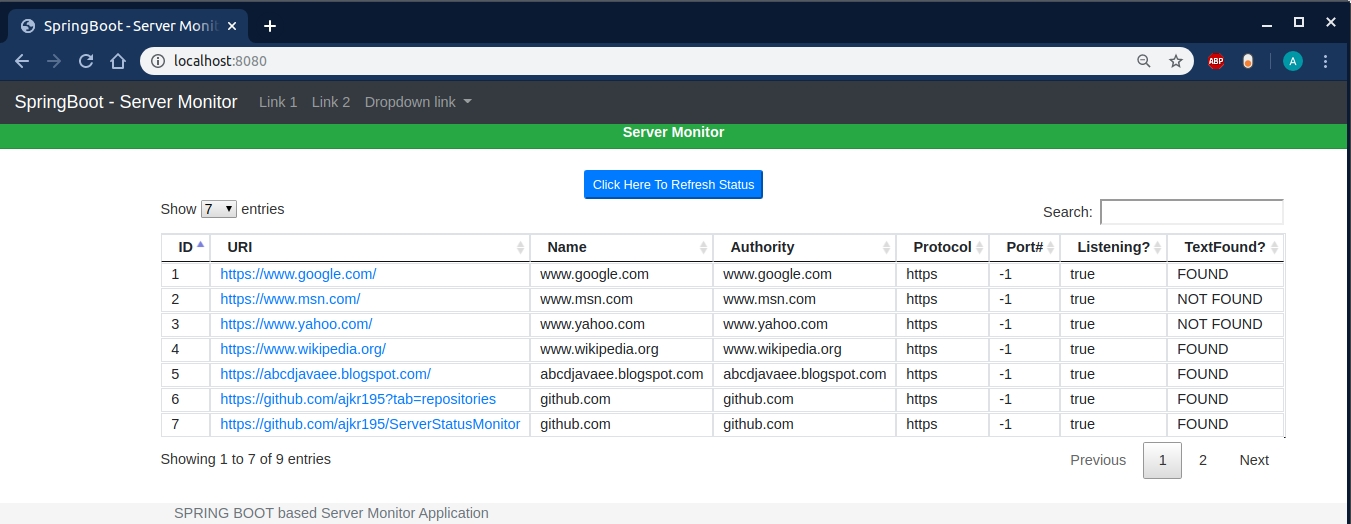 SpringBoot - Server Monit
localhost:8080
ABP
A
SpringBoot - Server Monitor Link 1 Link 2 Dropdown link
Server Monitor
Click Here To Refresh Status
Show 7 entries Search:
ID URI Name Authority Protocol Port# Listening? TextFound?
1 https://www.google.com/ www.google.com www.google.com https -1 true FOUND
2 https://www.msn.com/ www.msn.com www.msn.com https -1 true NOT FOUND
3 https://www.yahoo.com/ www.yahoo.com www.yahoo.com https -1 true NOT FOUND
4 https://www.wikipedia.org/ www.wikipedia.org www.wikipedia.org https -1 true FOUND
5 https://abcdjavaee.blogspot.com/ abcdjavaee.blogspot.com abcdjavaee.blogspot.com https -1 true FOUND
6 https://github.com/ajkr195?tab=repositories github.com github.com https -1 true FOUND
7 https://github.com/ajkr195/ServerStatusMonitor github.com github.com https -1 true FOUND
Showing 1 to 7 of 9 entries Previous 1 2 Next
SPRING BOOT based Server Monitor Application